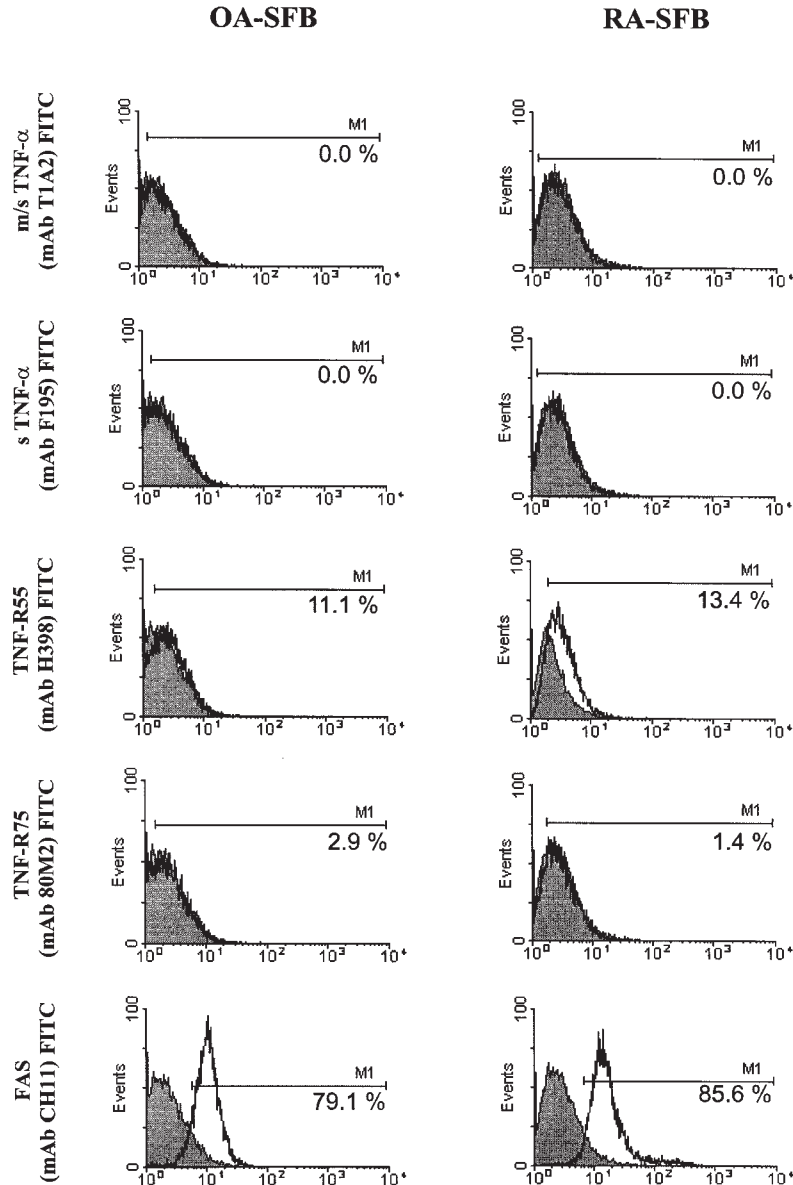 OA-SFB RA-SFB
m/s TNF-α
(mAb T1A2) FITC
100
Events
0
M1
0.0 %
10⁰ 10¹ 10² 10³ 10⁴
100
Events
0
M1
0.0 %
10⁰ 10¹ 10² 10³ 10⁴
s TNF-α
(mAb F195) FITC
100
Events
0
M1
0.0 %
10⁰ 10¹ 10² 10³ 10⁴
100
Events
0
M1
0.0 %
10⁰ 10¹ 10² 10³ 10⁴
TNF-R55
(mAb H398) FITC
100
Events
0
M1
11.1 %
10⁰ 10¹ 10² 10³ 10⁴
100
Events
0
M1
13.4 %
10⁰ 10¹ 10² 10³ 10⁴
TNF-R75
(mAb 80M2) FITC
100
Events
0
M1
2.9 %
10⁰ 10¹ 10² 10³ 10⁴
100
Events
0
M1
1.4 %
10⁰ 10¹ 10² 10³ 10⁴
FAS
(mAb CH11) FITC
100
Events
0
M1
79.1 %
10⁰ 10¹ 10² 10³ 10⁴
100
Events
0
M1
85.6 %
10⁰ 10¹ 10² 10³ 10⁴